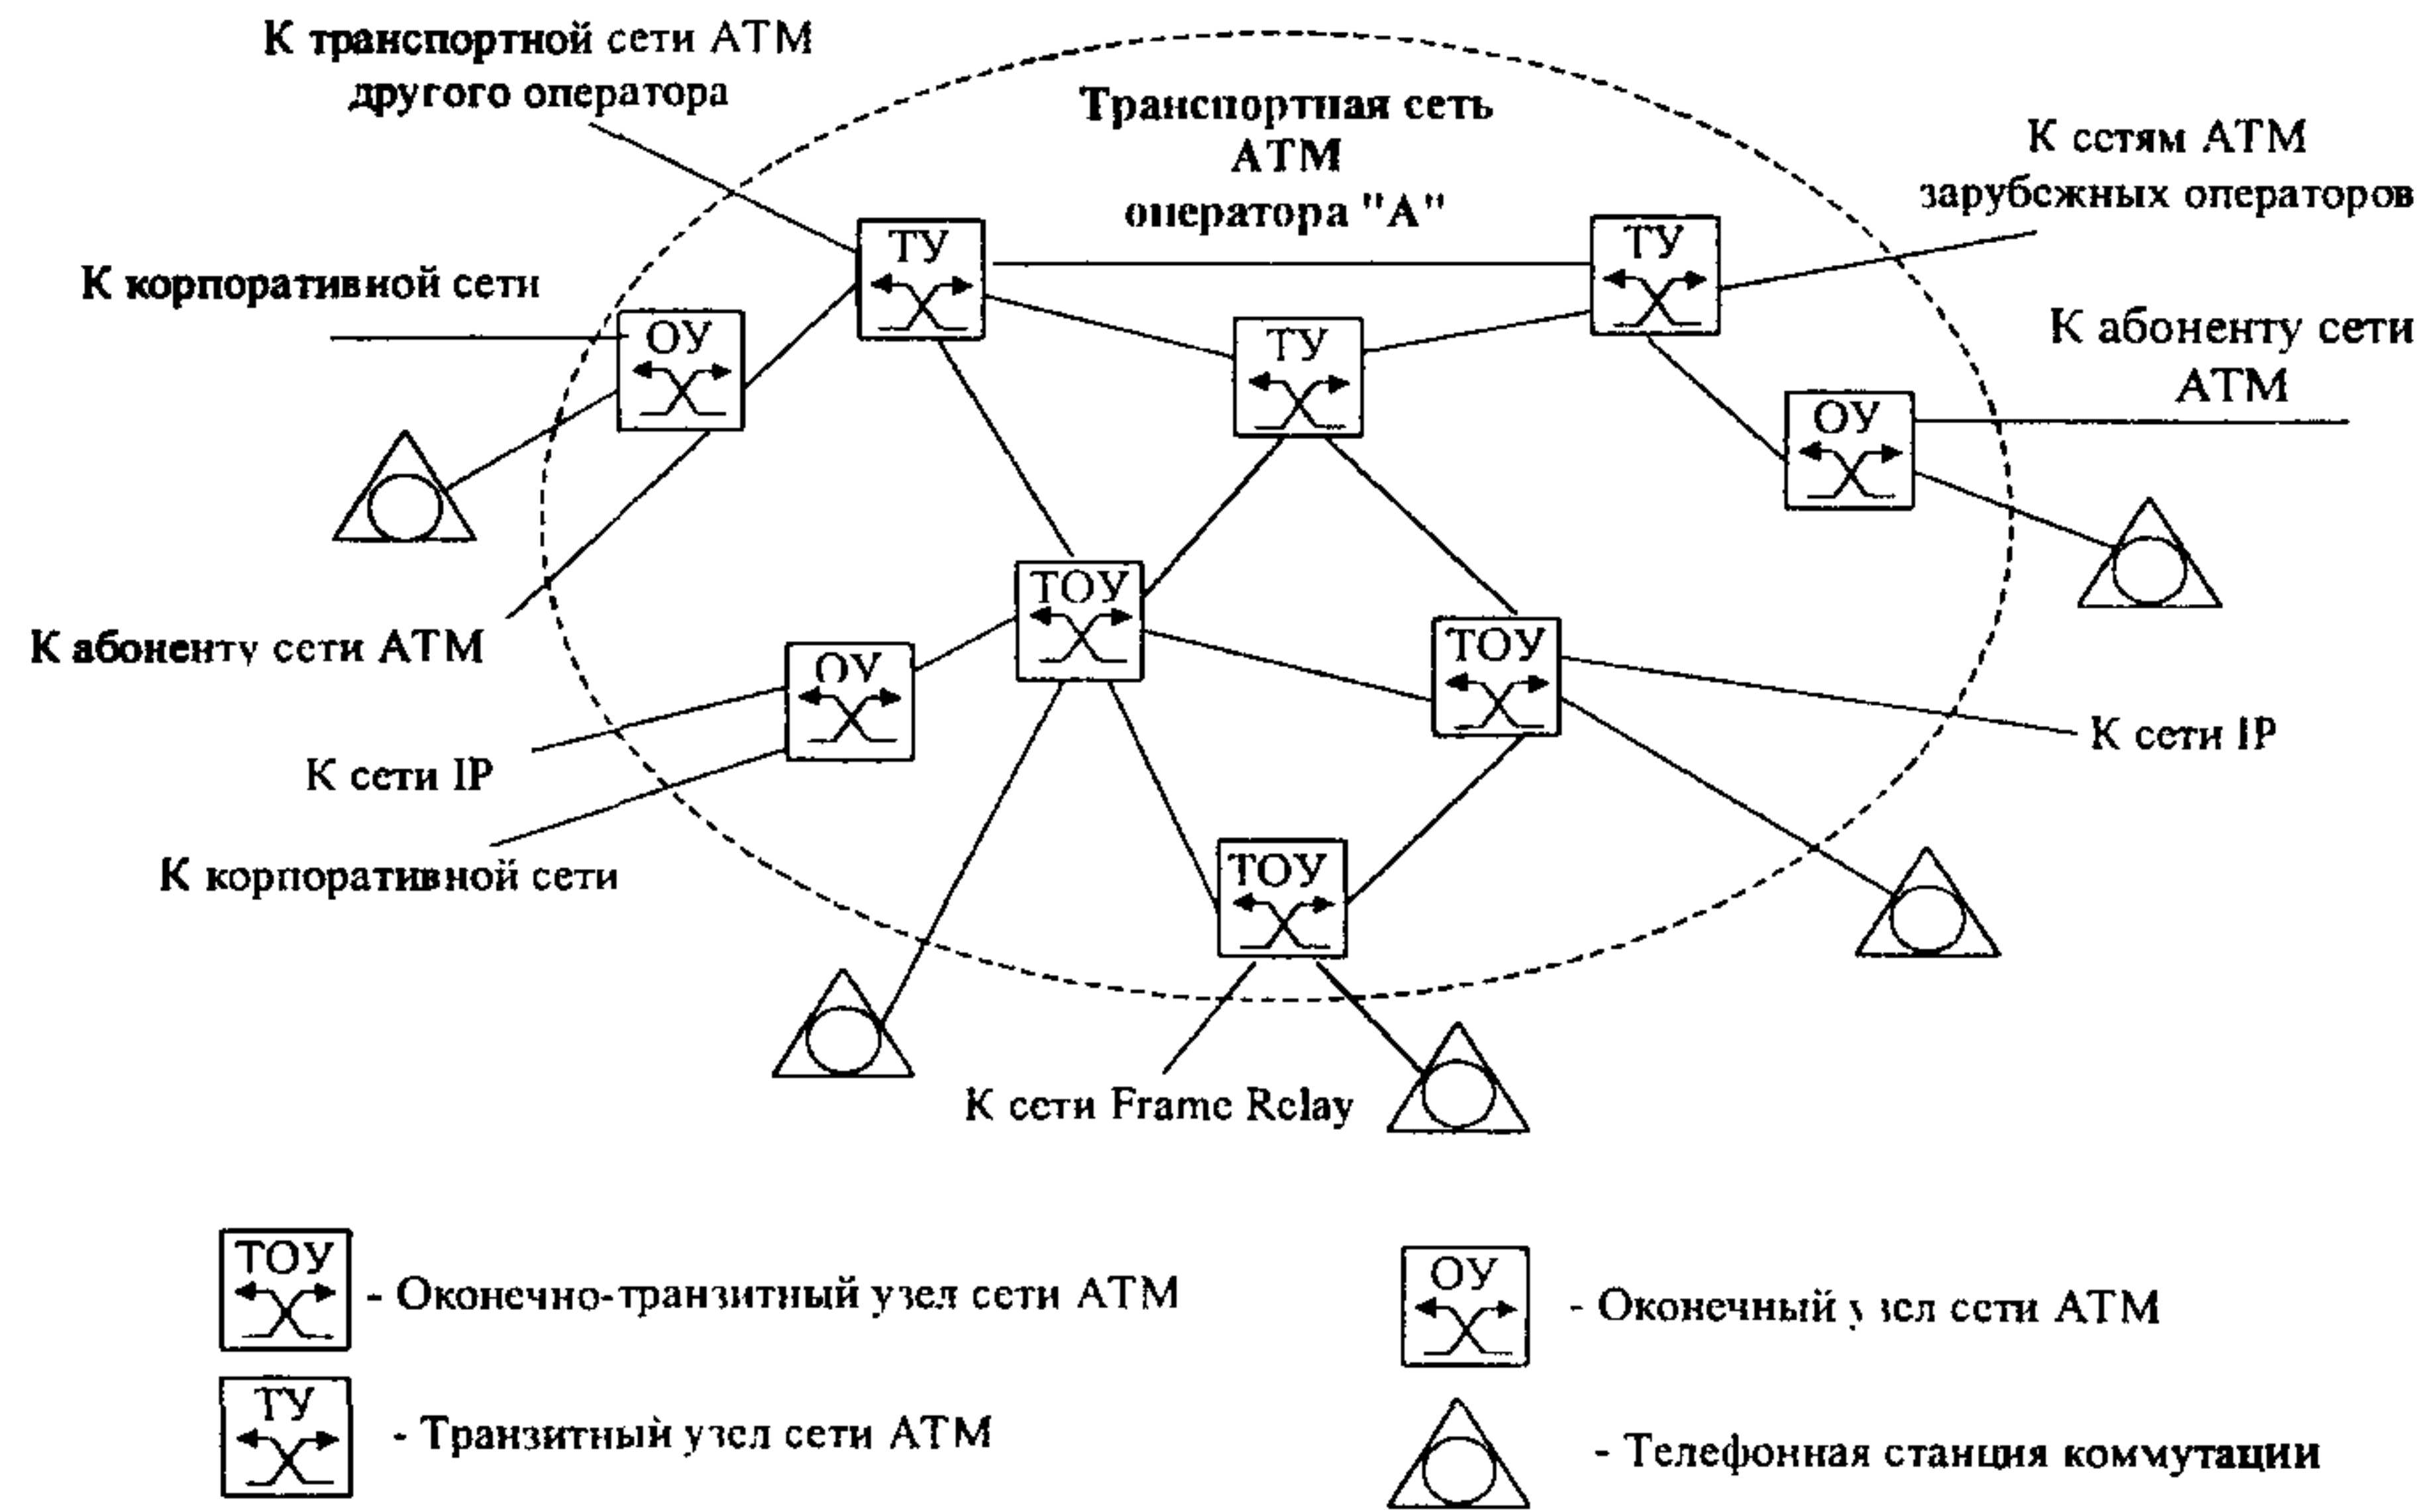 К транспортной сети АТМ
другого оператора
Транспортная сеть
АТМ
оператора "А"
К сетям АТМ
зарубежных операторов
ТУ
ТУ
К корпоративной сети
ОУ
ТУ
К абоненту сети
АТМ
ОУ
ТОУ
К абоненту сети АТМ
ОУ
ТОУ
К сети IP
К сети IP
К корпоративной сети
ТОУ
К сети Frame Relay
ТОУ
- Оконечно-транзитный узел сети АТМ
ОУ
- Оконечный узел сети АТМ
ТУ
- Транзитный узел сети АТМ
- Телефонная станция коммутации